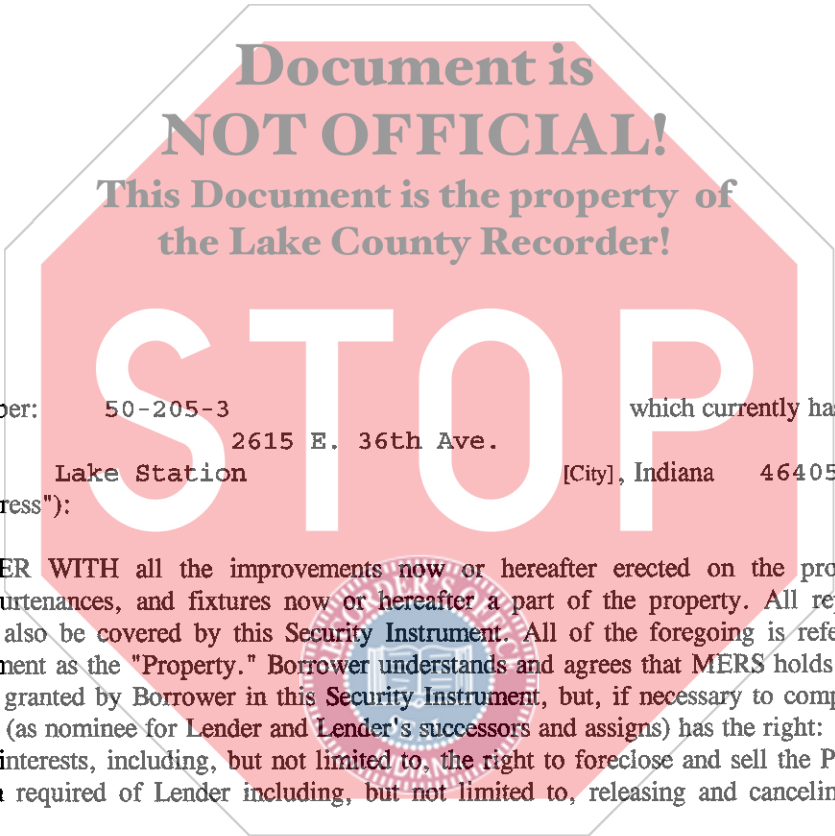 Document is
NOT OFFICIAL!
This Document is the property of
the Lake County Recorder!
STOP
ber: 50-205-3 which currently has
2615 E. 36th Ave.
Lake Station [City], Indiana 46405
ress"):
ER WITH all the improvements now or hereafter erected on the pro
urtenances, and fixtures now or hereafter a part of the property. All rep
also be covered by this Security Instrument. All of the foregoing is refe
ment as the "Property." Borrower understands and agrees that MERS holds
granted by Borrower in this Security Instrument, but, if necessary to comp
(as nominee for Lender and Lender's successors and assigns) has the right:
interests, including, but not limited to, the right to foreclose and sell the P
required of Lender including, but not limited to, releasing and cancelin